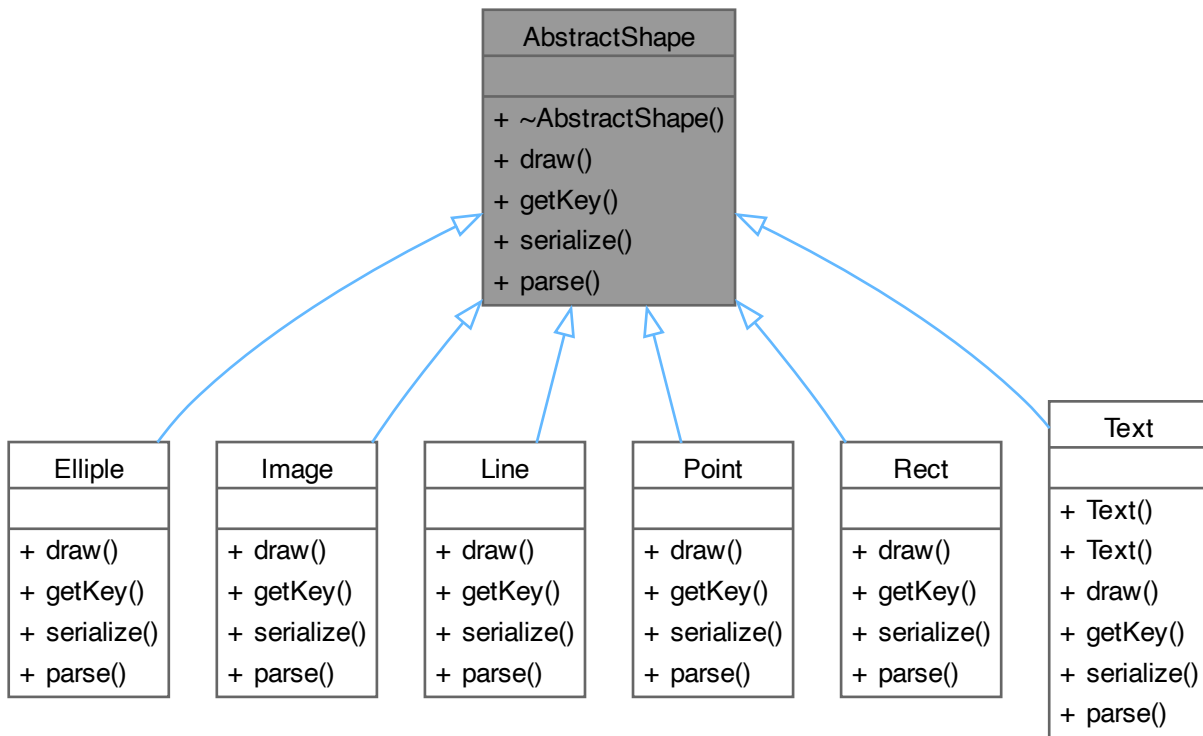 AbstractShape
+ ~AbstractShape()
+ draw()
+ getKey()
+ serialize()
+ parse()
Elliple
+ draw()
+ getKey()
+ serialize()
+ parse()
Image
+ draw()
+ getKey()
+ serialize()
+ parse()
Line
+ draw()
+ getKey()
+ serialize()
+ parse()
Point
+ draw()
+ getKey()
+ serialize()
+ parse()
Rect
+ draw()
+ getKey()
+ serialize()
+ parse()
Text
+ Text()
+ Text()
+ draw()
+ getKey()
+ serialize()
+ parse()